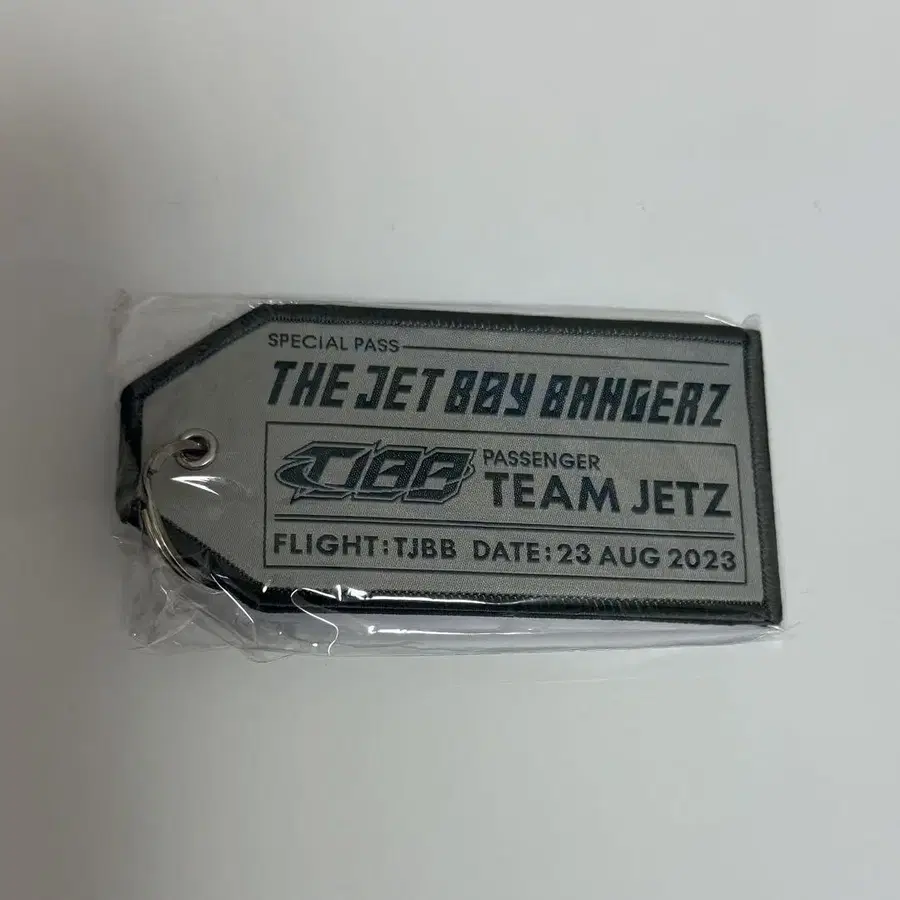 SPECIAL PASS
THE JET BOY BANGERZ
TJBB
PASSENGER
TEAM JETZ
FLIGHT:TJBB DATE:23 AUG 2023